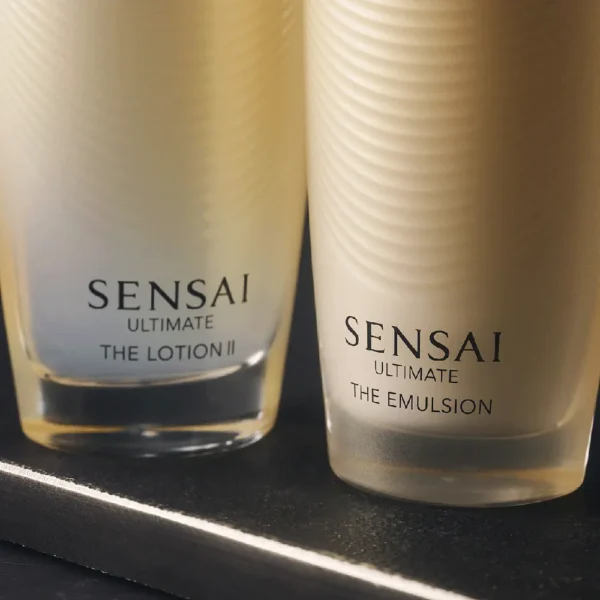 SENSAI
ULTIMATE
THE LOTION II
SENSAI
ULTIMATE
THE EMULSION